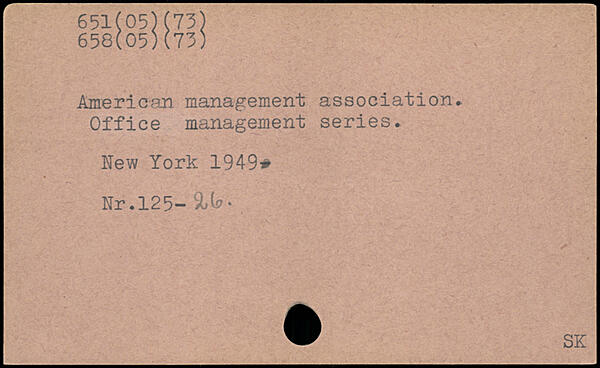 651(05)(73)
658(05)(73)
American management association.
Office management series.
New York 1949.
Nr.125-26.
SK